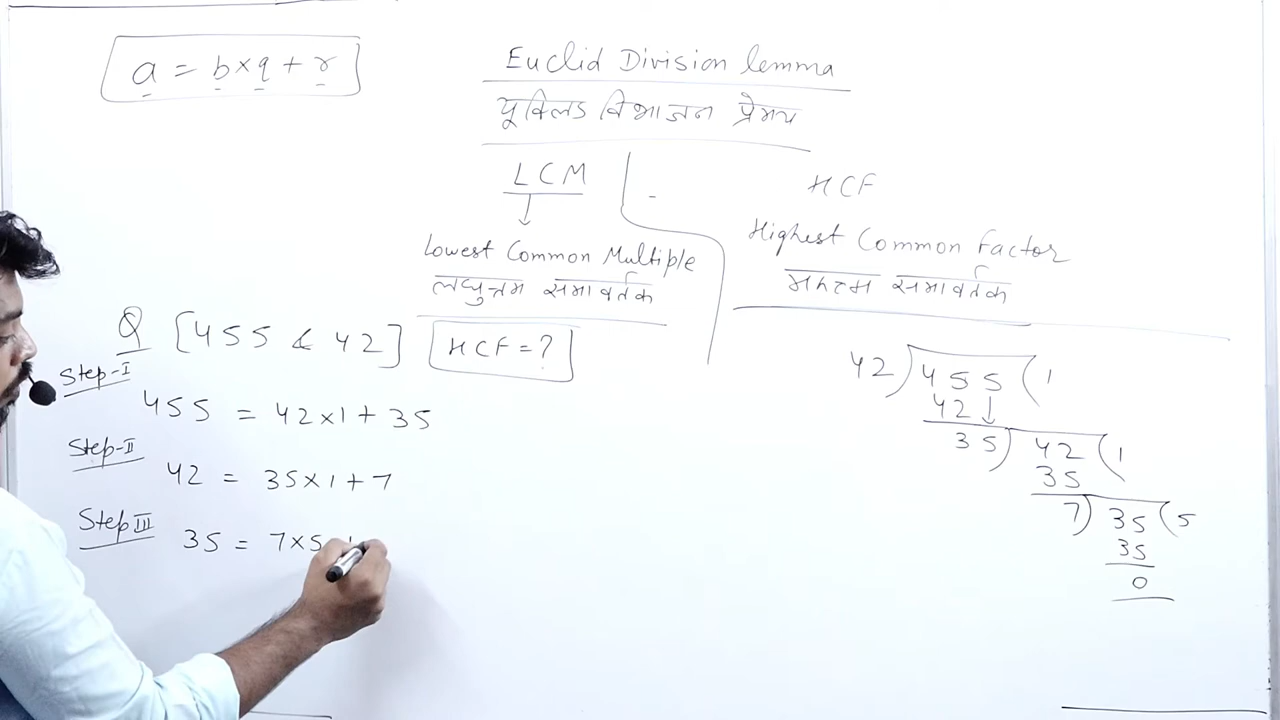 a = b×q + r
Euclid Division lemma
यूक्लिड विभाजन प्रेमय
LCM
Lowest Common Multiple
लघुत्तम समावर्तक
HCF
Highest Common Factor
महत्तम समावर्तक
Q [455 & 42] HCF = ?
Step-I
455 = 42×1 + 35
Step-II
42 = 35×1 + 7
Step III
35 = 7×5
42) 455 (1
42
35) 42 (1
35
7) 35 (5
35
0